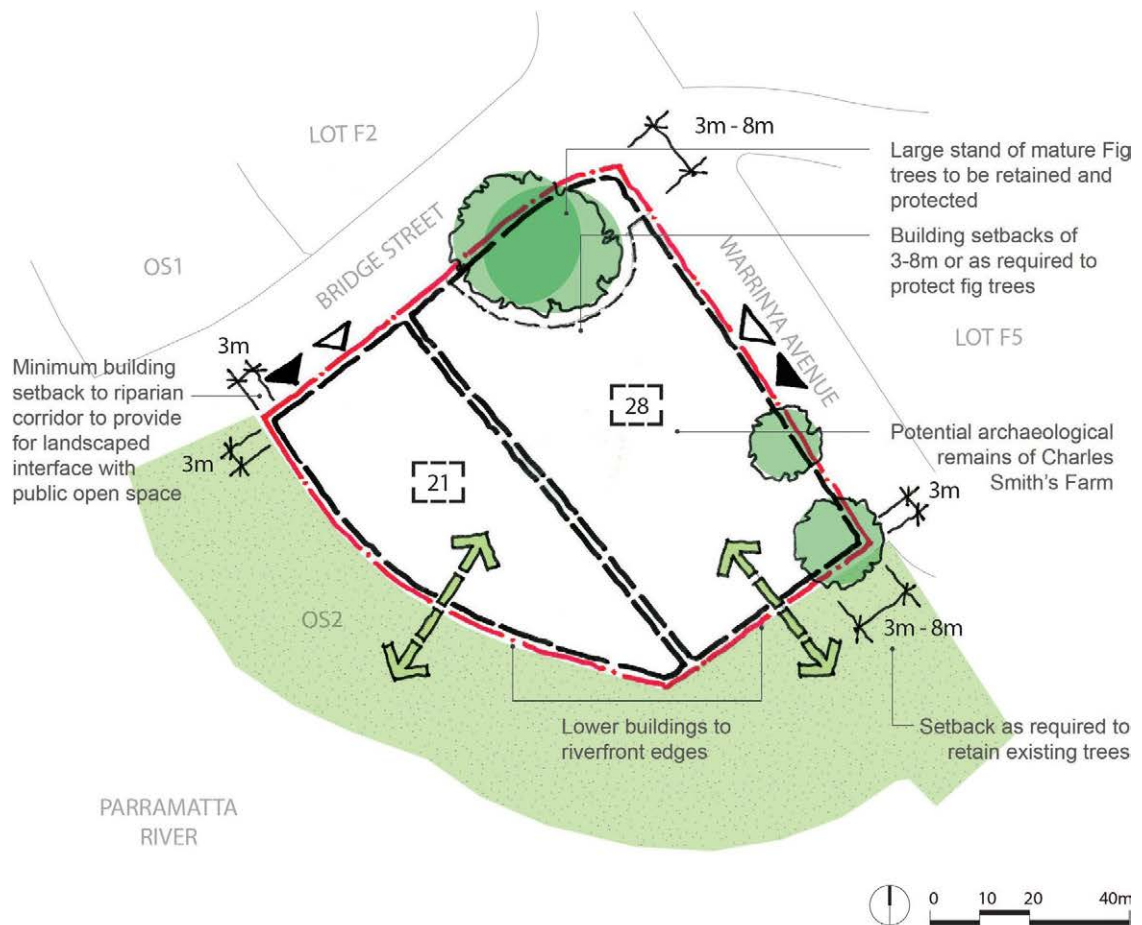 LOT F2
3m - 8m
Large stand of mature Fig
trees to be retained and
protected
OS1
BRIDGE STREET
WARRINYA AVENUE
Building setbacks of
3-8m or as required to
protect fig trees
LOT F5
3m
Minimum building
setback to riparian
corridor to provide
for landscaped
interface with
public open space
3m
28
21
Potential archaeological
remains of Charles
Smith's Farm
3m
OS2
3m - 8m
Lower buildings to
riverfront edges
Setback as required to
retain existing trees
PARRAMATTA
RIVER
0 10 20 40m